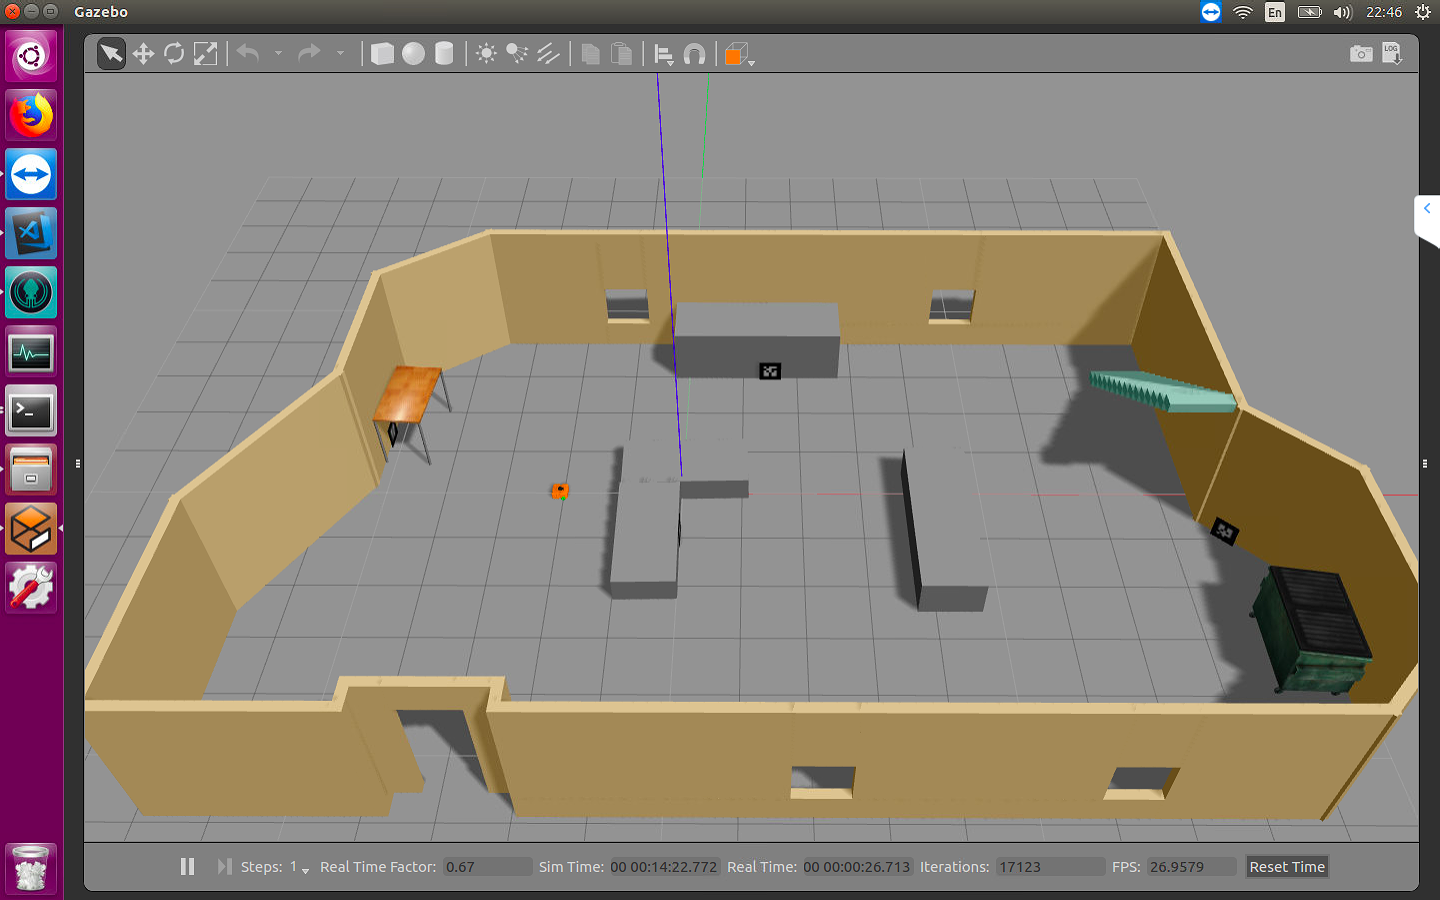 Gazebo
En
22:46
LOG
Steps: 1 Real Time Factor: 0.67 Sim Time: 00 00:14:22.772 Real Time: 00 00:00:26.713 Iterations: 17123 FPS: 26.9579 Reset Time